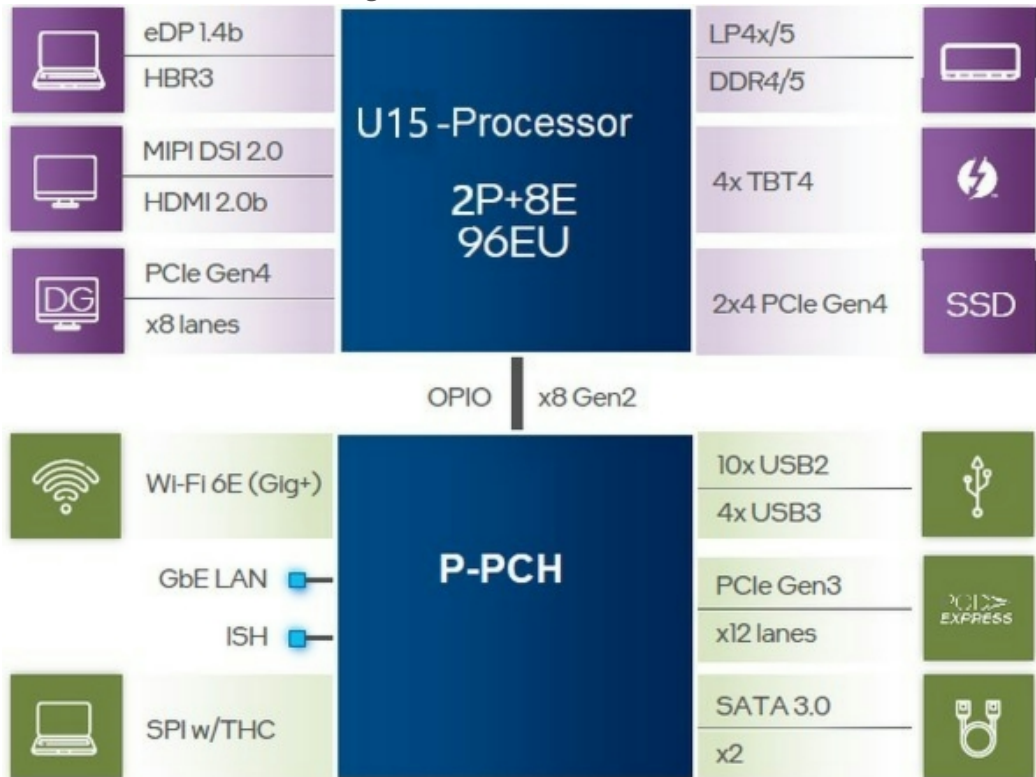 eDP 1.4b
HBR3
MIPI DSI 2.0
HDMI 2.0b
DG
PCIe Gen4
x8 lanes
U15-Processor
2P+8E
96EU
LP4x/5
DDR4/5
4x TBT4
2x4 PCIe Gen4
SSD
OPIO
x8 Gen2
Wi-Fi 6E (Gig+)
GbE LAN
ISH
SPI w/THC
P-PCH
10x USB2
4x USB3
PCIe Gen3
x12 lanes
PCI
EXPRESS
SATA 3.0
x2